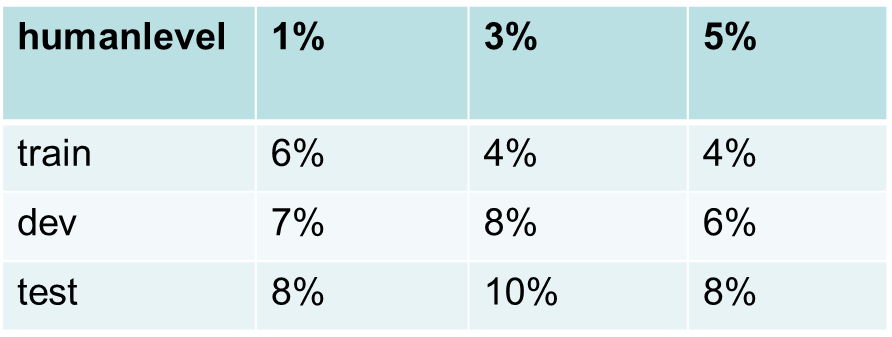 humanlevel 1% 3% 5%
train 6% 4% 4%
dev 7% 8% 6%
test 8% 10% 8%